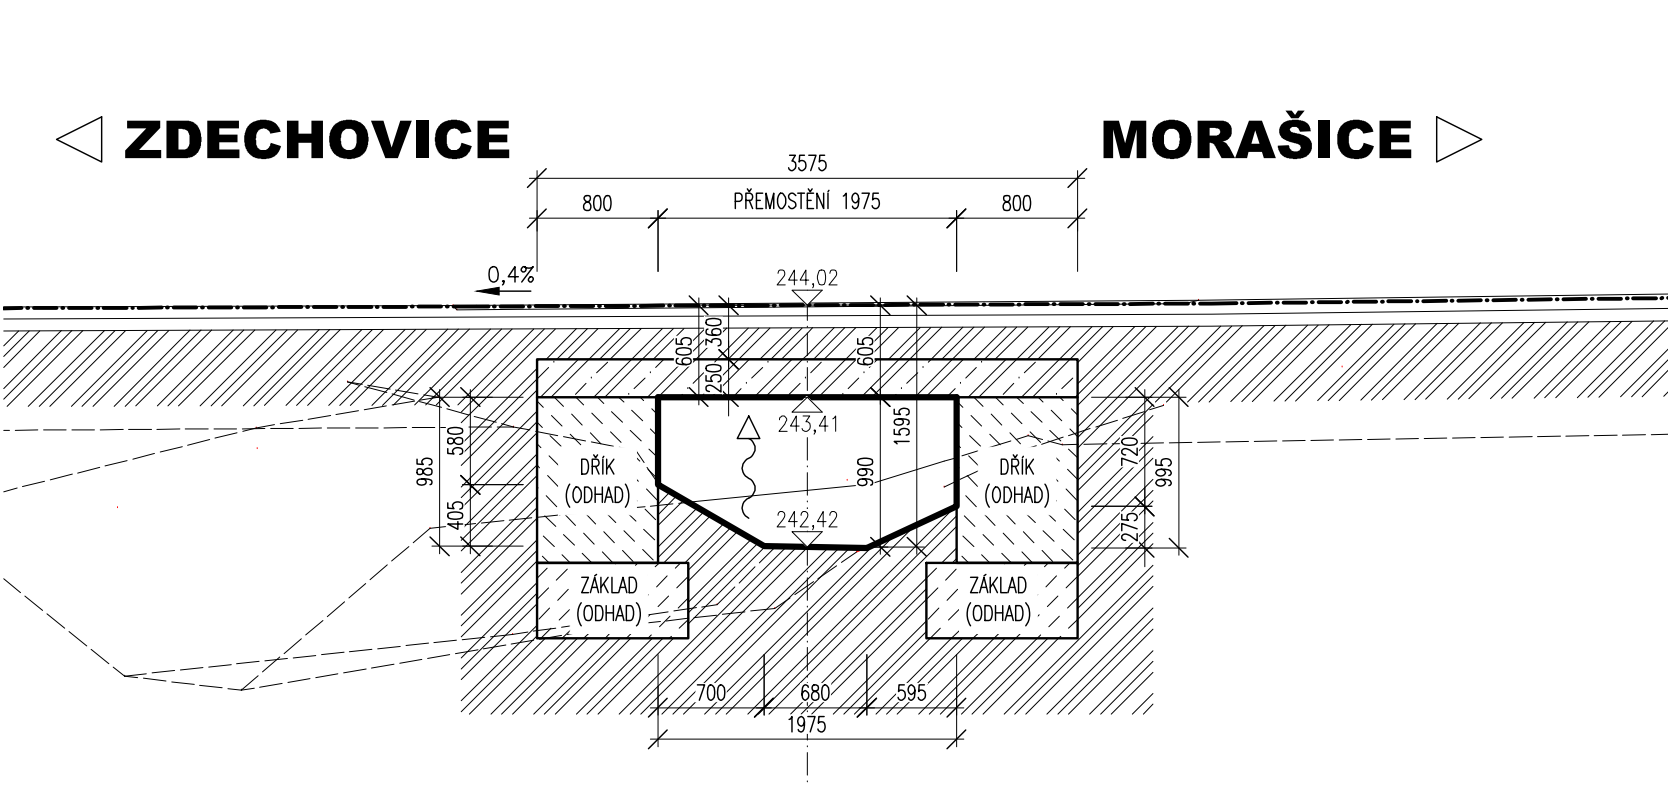 ZDECHOVICE
MORAŠICE
3575
800
PŘEMOSTĚNÍ 1975
800
0,4%
244,02
605
360
250
605
1595
243,41
990
242,42
985
580
405
720
995
275
DŘÍK
(ODHAD)
DŘÍK
(ODHAD)
ZÁKLAD
(ODHAD)
ZÁKLAD
(ODHAD)
700
680
595
1975